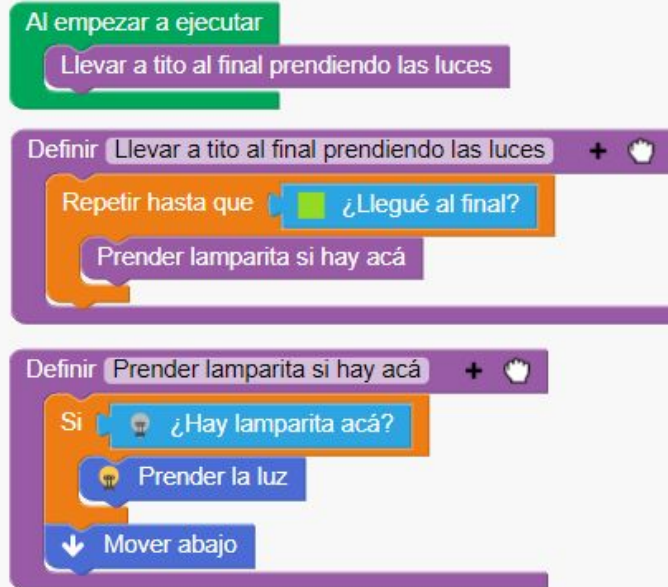 Al empezar a ejecutar
Llevar a tito al final prendiendo las luces
Definir Llevar a tito al final prendiendo las luces +
Repetir hasta que ¿Llegué al final?
Prender lamparita si hay acá
Definir Prender lamparita si hay acá +
Si ¿Hay lamparita acá?
Prender la luz
Mover abajo